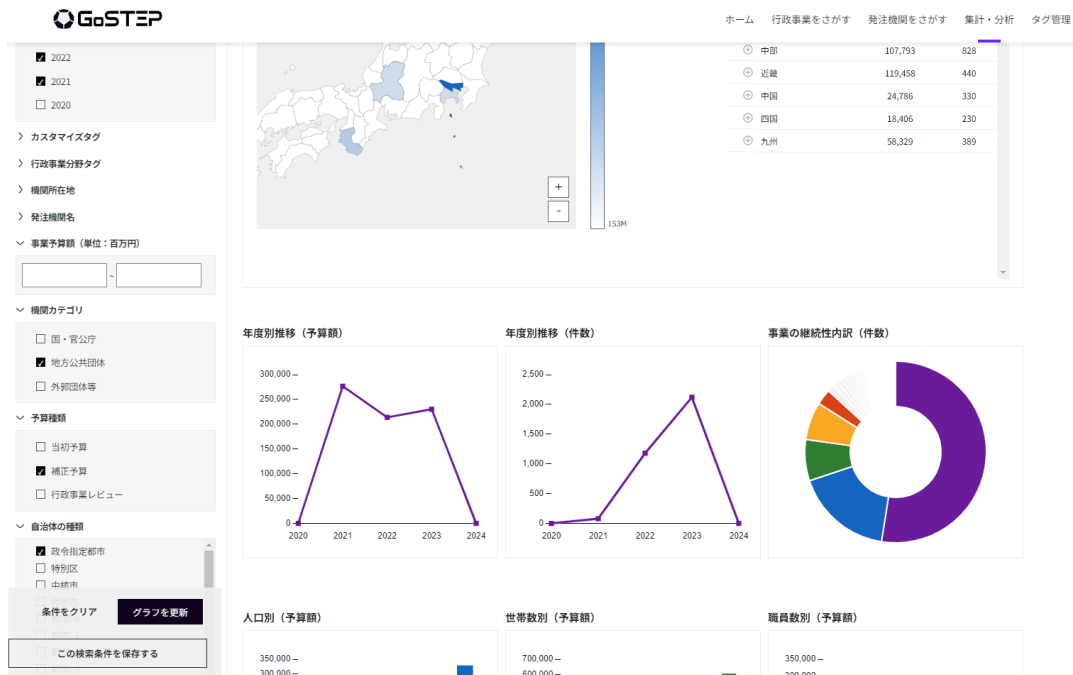 GoSTEP
ホーム 行政事業をさがす 発注機関をさがす 集計・分析 タグ管理
2022
2021
2020
カスタマイズタグ
行政事業分野タグ
機関所在地
発注機関名
事業予算額（単位：百万円）
~
機関カテゴリ
国・官公庁
地方公共団体
外郭団体等
予算種類
当初予算
補正予算
行政事業レビュー
自治体の種類
政令指定都市
特別区
中核市
条件をクリア グラフを更新
この検索条件を保存する
+
-
153M
中部 107,793 828
近畿 119,458 440
中国 24,786 330
四国 18,406 230
九州 58,329 389
年度別推移（予算額）
300,000
250,000
200,000
150,000
100,000
50,000
0
2020 2021 2022 2023 2024
年度別推移（件数）
2,500
2,000
1,500
1,000
500
0
2020 2021 2022 2023 2024
事業の継続性内訳（件数）
人口別（予算額）
350,000
300,000
世帯数別（予算額）
700,000
600,000
職員数別（予算額）
350,000
300,000